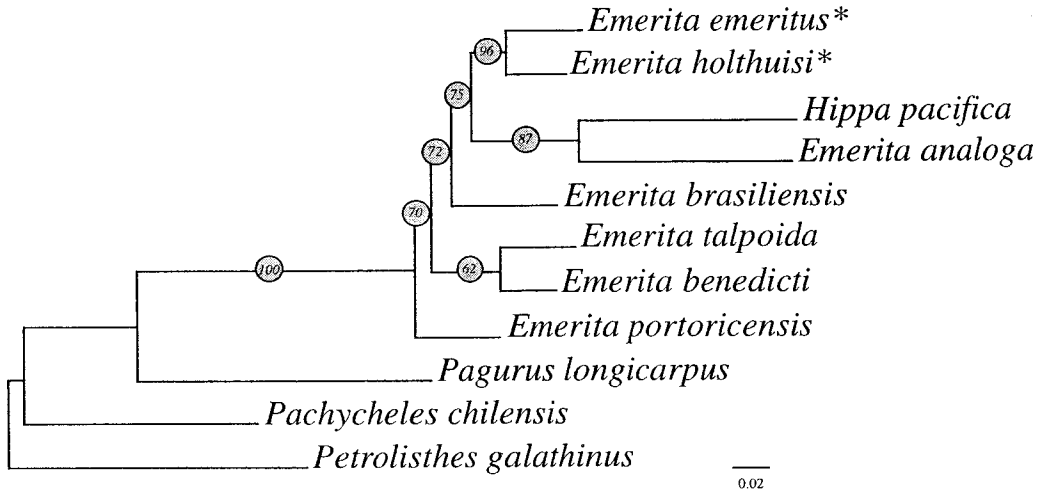 Emerita emeritus*
96
Emerita holthuisi*
75
Hippa pacifica
87
Emerita analoga
72
Emerita brasiliensis
70
Emerita talpoida
100
62
Emerita benedicti
Emerita portoricensis
Pagurus longicarpus
Pachycheles chilensis
Petrolisthes galathinus
0.02